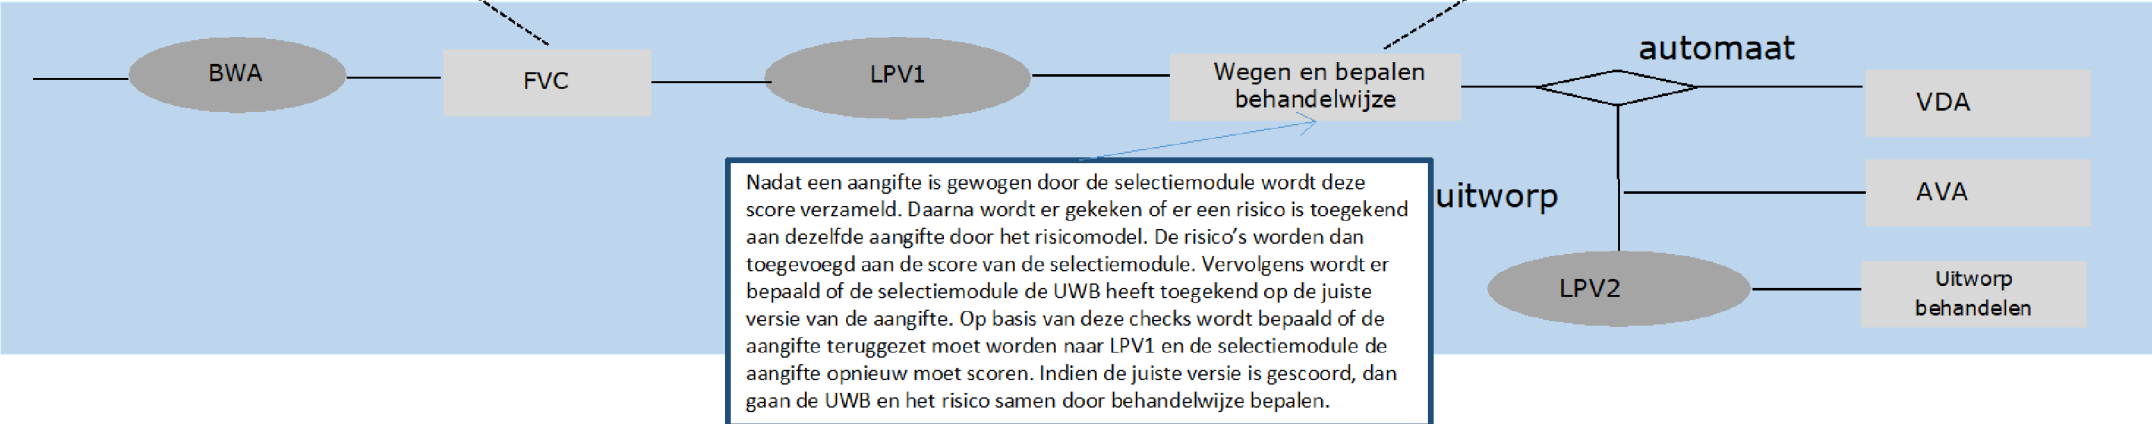 BWA
FVC
LPV1
Wegen en bepalen
behandelwijze
automaat
VDA
AVA
uitworp
LPV2
Uitworp
behandelen
Nadat een aangifte is gewogen door de selectiemodule wordt deze
score verzameld. Daarna wordt er gekeken of er een risico is toegekend
aan dezelfde aangifte door het risicomodel. De risico’s worden dan
toegevoegd aan de score van de selectiemodule. Vervolgens wordt er
bepaald of de selectiemodule de UWB heeft toegekend op de juiste
versie van de aangifte. Op basis van deze checks wordt bepaald of de
aangifte teruggezet moet worden naar LPV1 en de selectiemodule de
aangifte opnieuw moet scoren. Indien de juiste versie is gescoord, dan
gaan de UWB en het risico samen door behandelwijze bepalen.